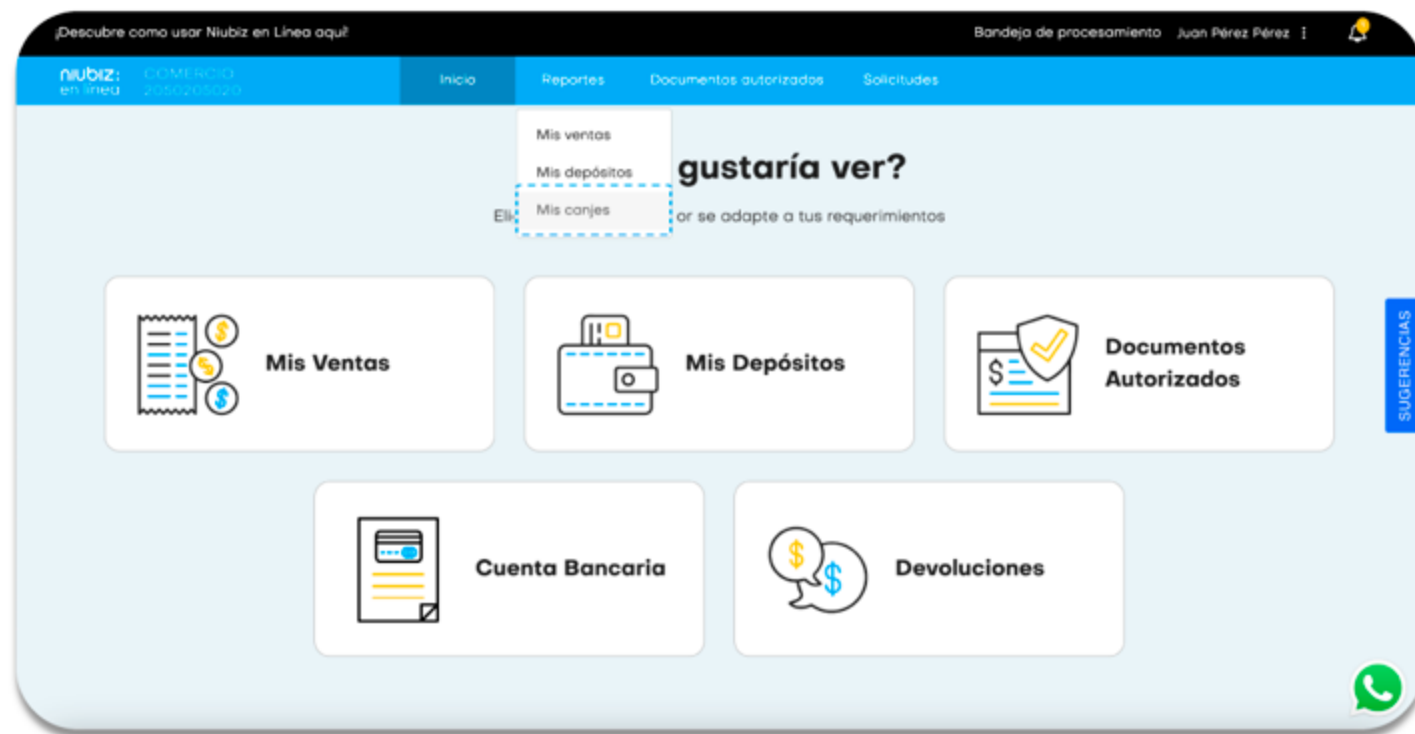 ¡Descubre como usar Niubiz en Línea aquí!
Bandeja de procesamiento Juan Pérez Pérez
niubiz:
en línea
COMERCIO
2050205020
Inicio Reportes Documentos autorizados Solicitudes
Mis ventas
Mis depósitos
Mis canjes
gustaría ver?
Eli or se adapte a tus requerimientos
Mis Ventas
Mis Depósitos
Documentos
Autorizados
SUGERENCIAS
Cuenta Bancaria
Devoluciones